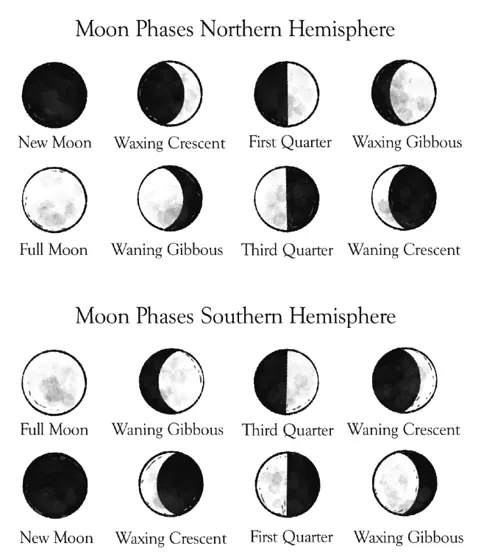 Moon Phases Northern Hemisphere
New Moon Waxing Crescent First Quarter Waxing Gibbous
Full Moon Waning Gibbous Third Quarter Waning Crescent
Moon Phases Southern Hemisphere
Full Moon Waning Gibbous Third Quarter Waning Crescent
New Moon Waxing Crescent First Quarter Waxing Gibbous